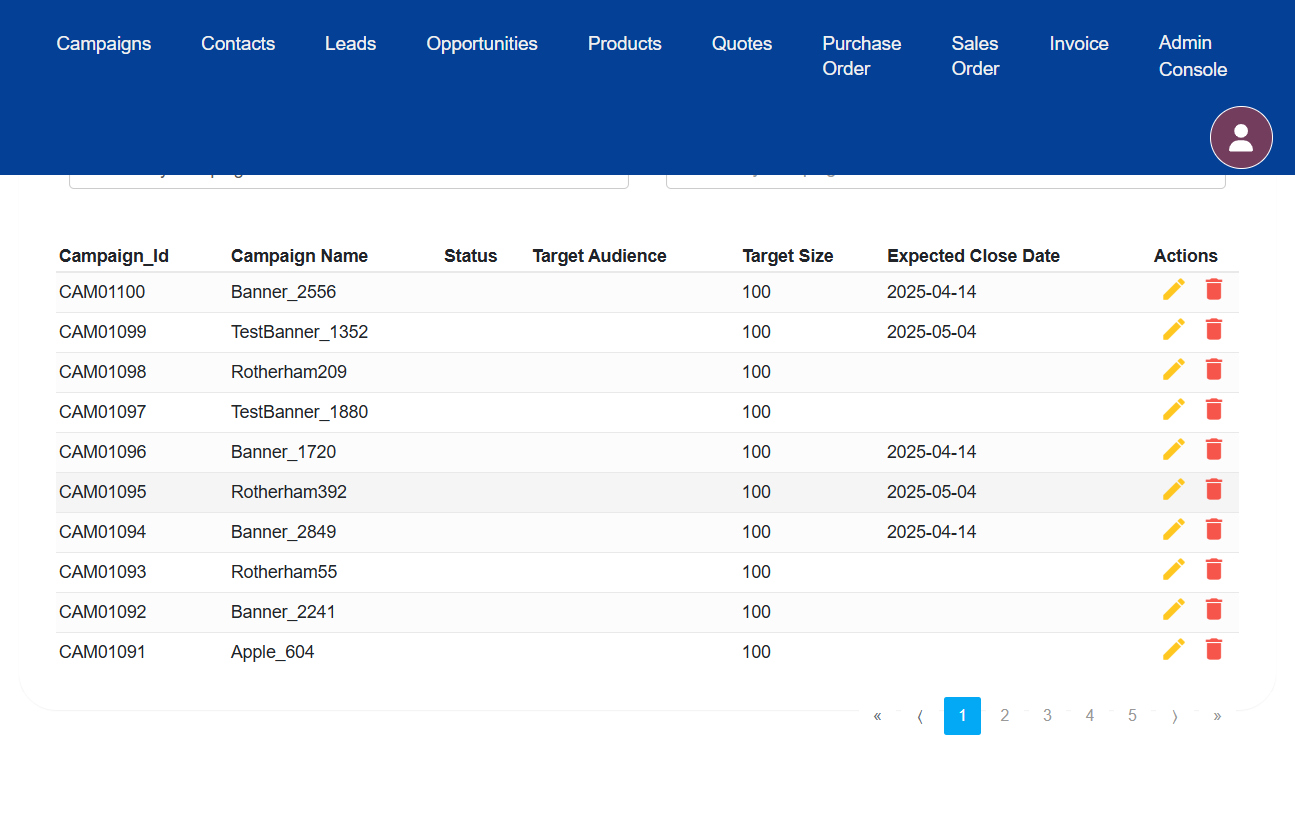 Campaigns Contacts Leads Opportunities Products Quotes Purchase Order Sales Order Invoice Admin Console
Campaign_Id Campaign Name Status Target Audience Target Size Expected Close Date Actions
CAM01100 Banner_2556 100 2025-04-14
CAM01099 TestBanner_1352 100 2025-05-04
CAM01098 Rotherham209 100
CAM01097 TestBanner_1880 100
CAM01096 Banner_1720 100 2025-04-14
CAM01095 Rotherham392 100 2025-05-04
CAM01094 Banner_2849 100 2025-04-14
CAM01093 Rotherham55 100
CAM01092 Banner_2241 100
CAM01091 Apple_604 100
« ⟨ 1 2 3 4 5 ⟩ »